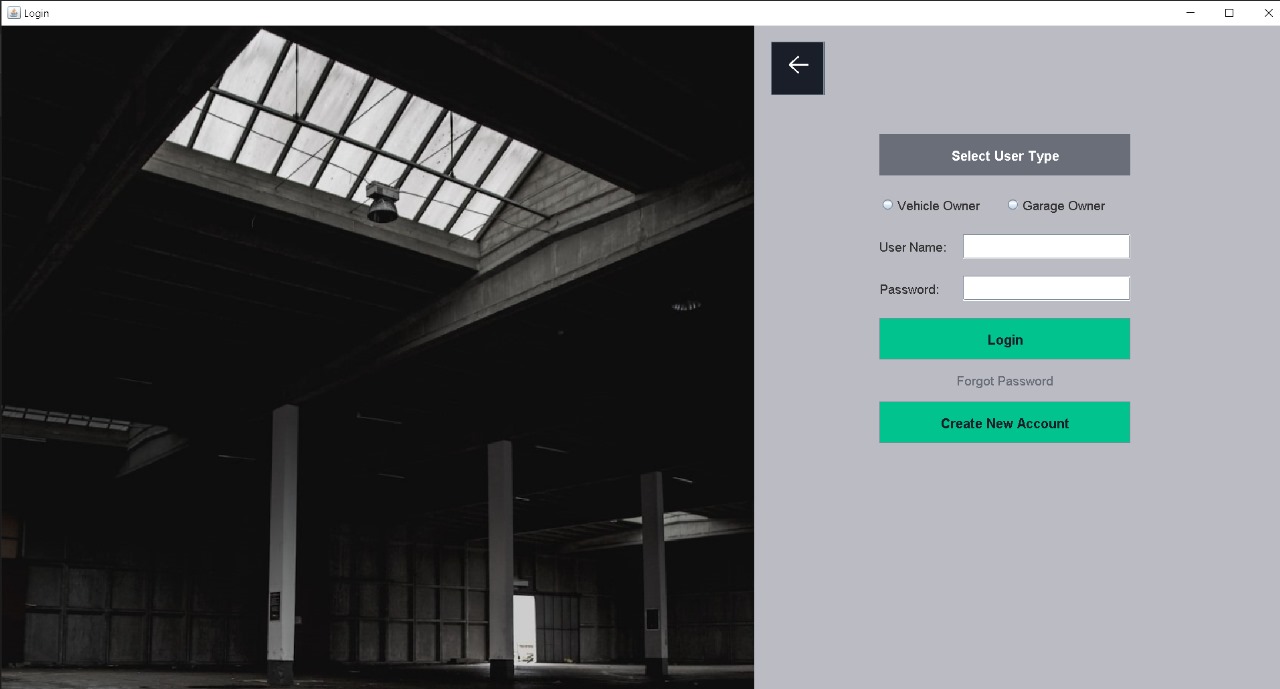 Login
Select User Type
Vehicle Owner Garage Owner
User Name:
Password:
Login
Forgot Password
Create New Account